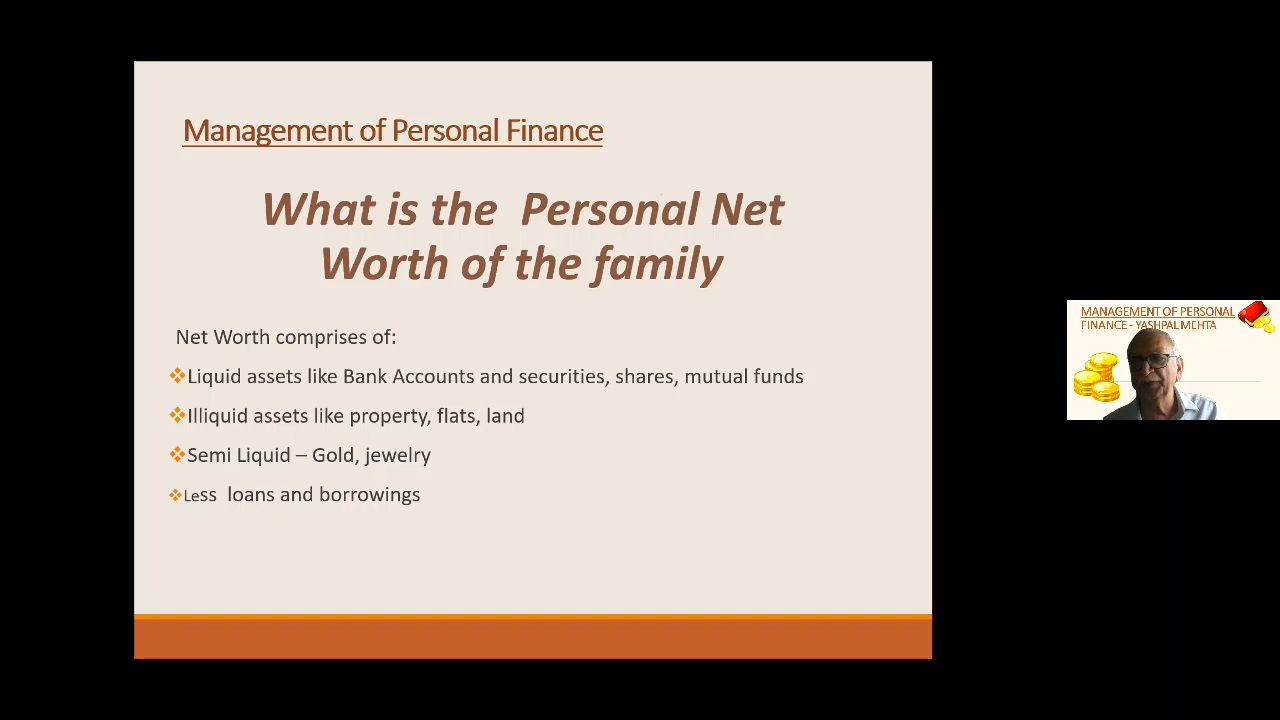 Management of Personal Finance
What is the Personal Net
Worth of the family
Net Worth comprises of:
❖Liquid assets like Bank Accounts and securities, shares, mutual funds
❖Illiquid assets like property, flats, land
❖Semi Liquid – Gold, jewelry
❖Less loans and borrowings
MANAGEMENT OF PERSONAL
FINANCE - YASHPAL MEHTA